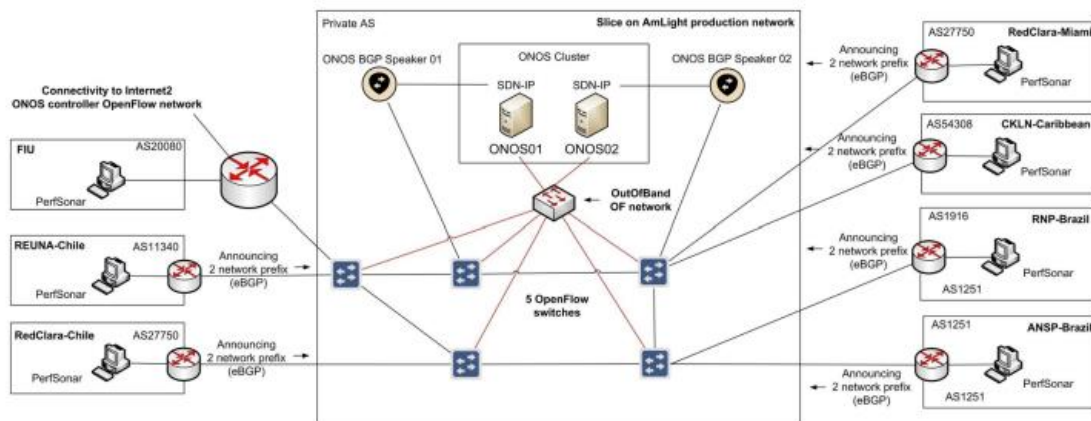 Private AS
Slice on AmLight production network
ONOS Cluster
ONOS BGP Speaker 01
ONOS BGP Speaker 02
SDN-IP
SDN-IP
ONOS01
ONOS02
OutOfBand
OF network
5 OpenFlow
switches
Connectivity to Internet2
ONOS controller OpenFlow network
FIU
AS20080
PerfSonar
REUNA-Chile
AS11340
PerfSonar
Announcing
2 network prefix
(eBGP)
RedClara-Chile
AS27750
PerfSonar
Announcing
2 network prefix
(eBGP)
Announcing
2 network prefix
(eBGP)
AS27750
RedClara-Miami
PerfSonar
Announcing
2 network prefix
(eBGP)
AS54308
CKLN-Caribbean
PerfSonar
Announcing
2 network prefix
(eBGP)
AS1916
RNP-Brazil
PerfSonar
AS1251
AS1251
ANSP-Brazil
PerfSonar
Announcing
2 network prefix
(eBGP)
AS1251